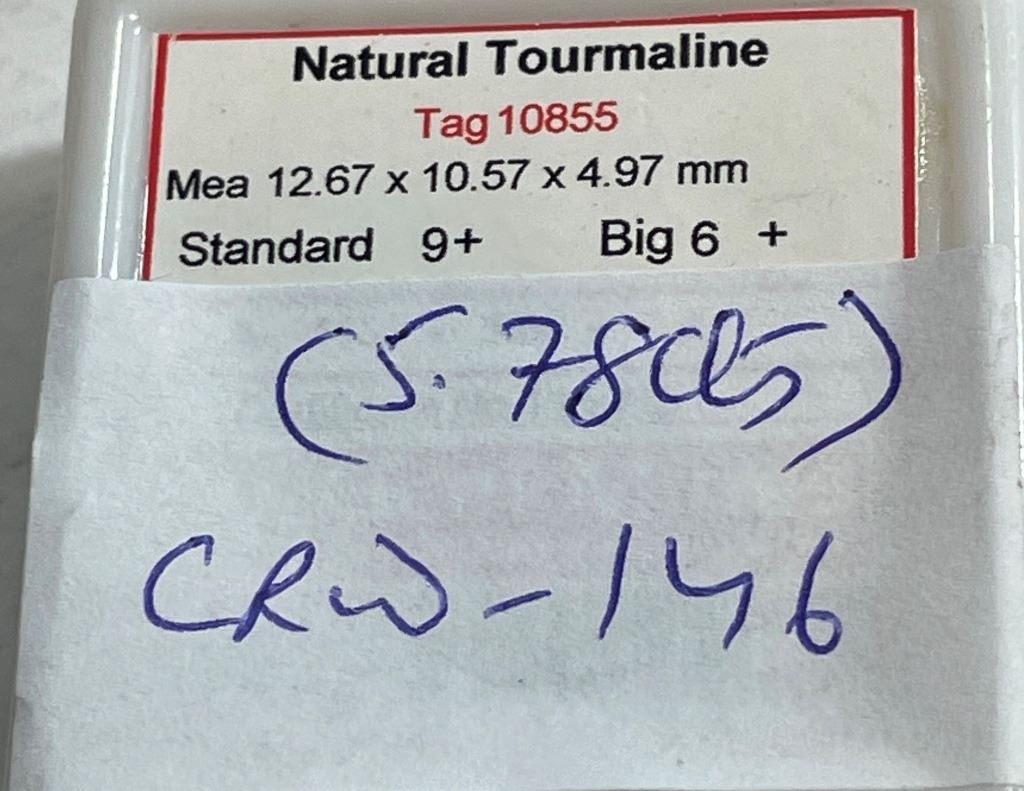 Natural Tourmaline
Tag 10855
Mea 12.67 x 10.57 x 4.97 mm
Standard 9+ Big 6 +
(5.78cts)
CRW-146